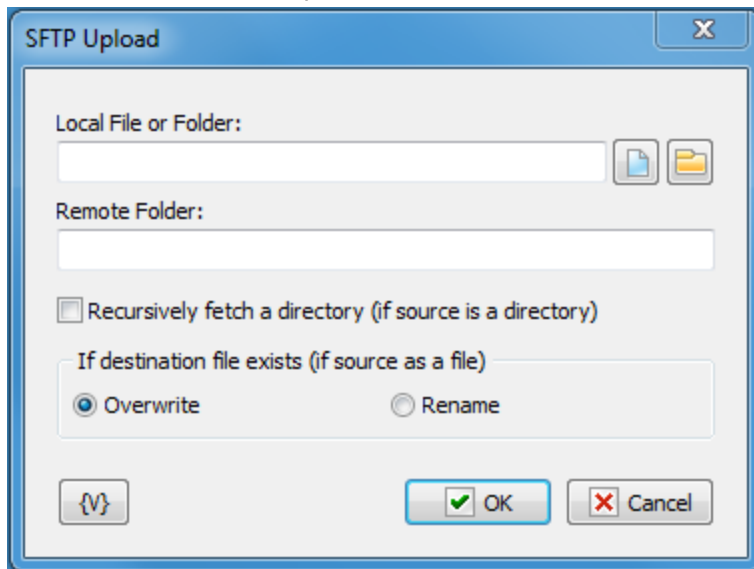 SFTP Upload
Local File or Folder:
Remote Folder:
Recursively fetch a directory (if source is a directory)
If destination file exists (if source as a file)
Overwrite Rename
{V} OK Cancel